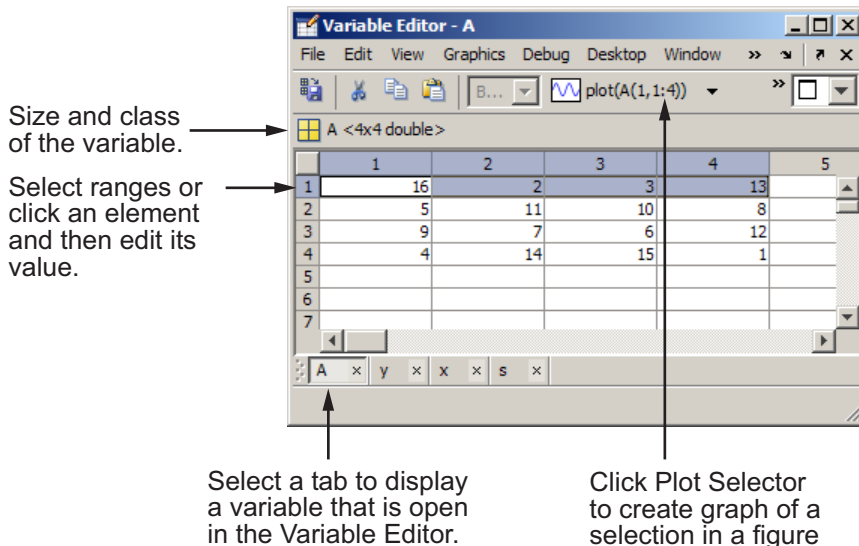 Variable Editor - A
File Edit View Graphics Debug Desktop Window »
B... plot(A(1,1:4)) »
A <4x4 double>
1 2 3 4 5
1 16 2 3 13
2 5 11 10 8
3 9 7 6 12
4 4 14 15 1
5
6
7
A × y × x × s ×
Size and class
of the variable.
Select ranges or
click an element
and then edit its
value.
Select a tab to display
a variable that is open
in the Variable Editor.
Click Plot Selector
to create graph of a
selection in a figure